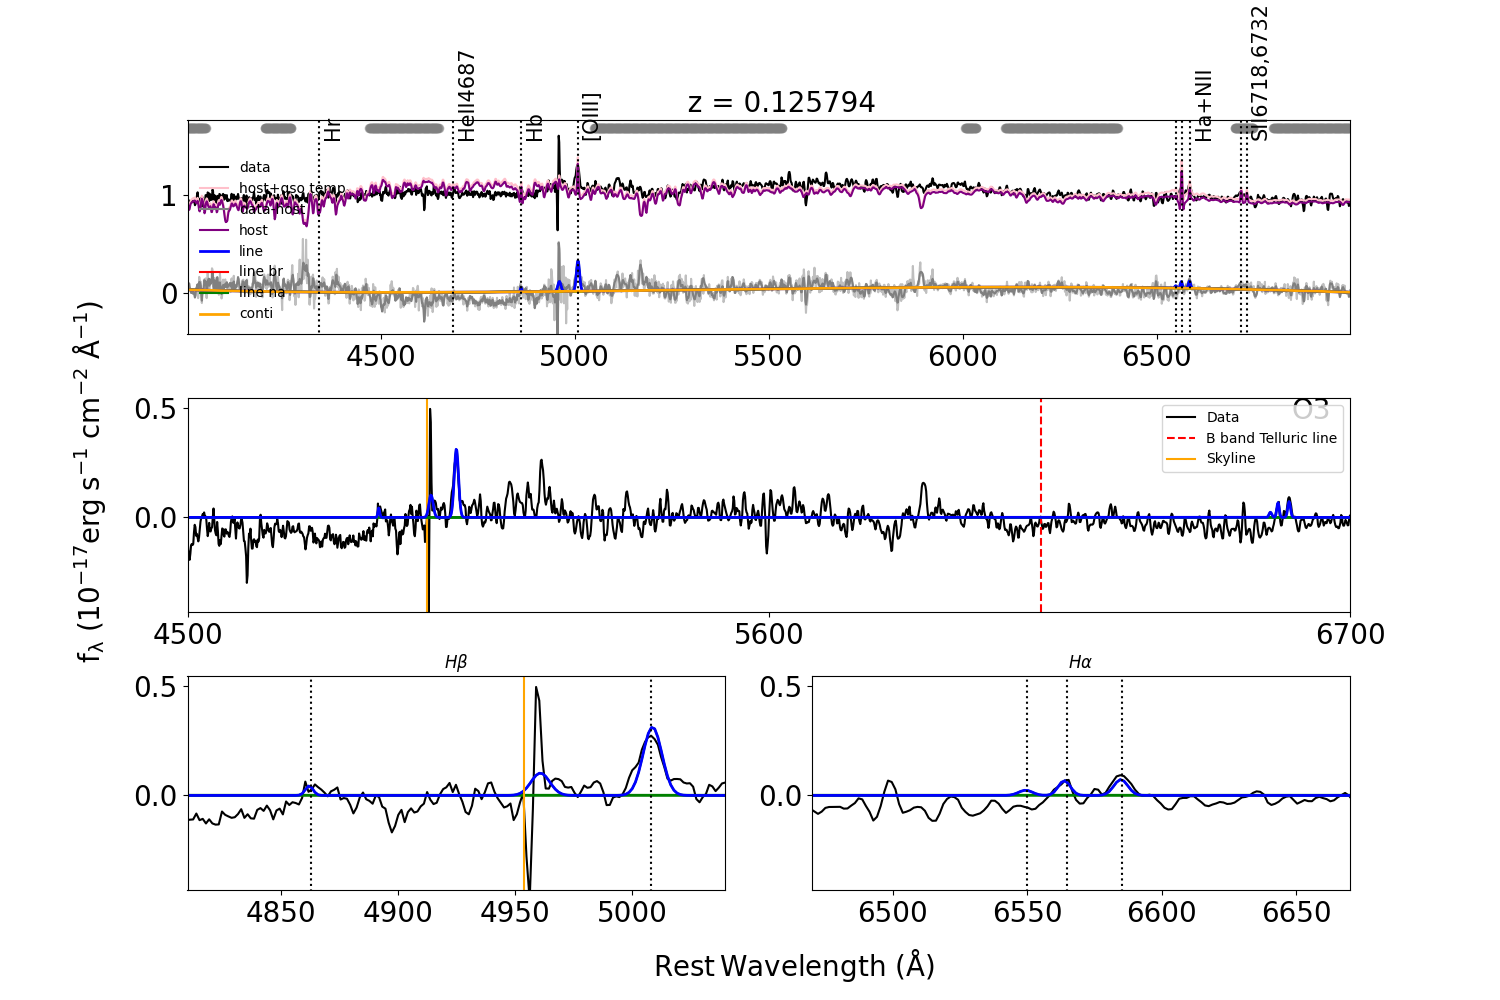 z = 0.125794
Hr
HeII4687
Hb
[OIII]
Ha+NII
SII6718,6732
data
host+qso temp
data-host
host
line
line br
line na
conti
1
0
4500
5000
5500
6000
6500
O3
Data
B band Telluric line
Skyline
0.5
0.0
4500
5600
6700
fλ (10⁻¹⁷erg s⁻¹ cm⁻² Å⁻¹)
Hβ
0.5
0.0
4850
4900
4950
5000
Hα
0.5
0.0
6500
6550
6600
6650
Rest Wavelength (Å)